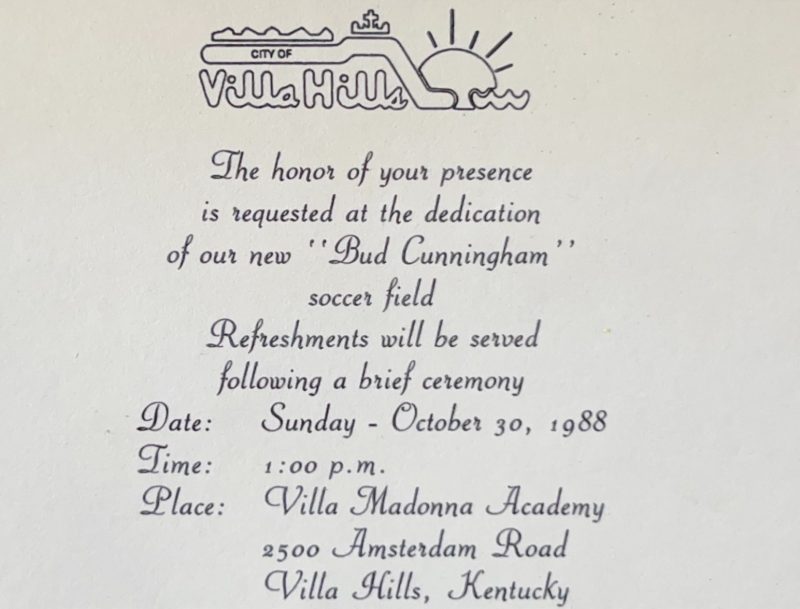 CITY OF
Villa Hills
The honor of your presence
is requested at the dedication
of our new "Bud Cunningham"
soccer field
Refreshments will be served
following a brief ceremony
Date: Sunday - October 30, 1988
Time: 1:00 p.m.
Place: Villa Madonna Academy
2500 Amsterdam Road
Villa Hills, Kentucky